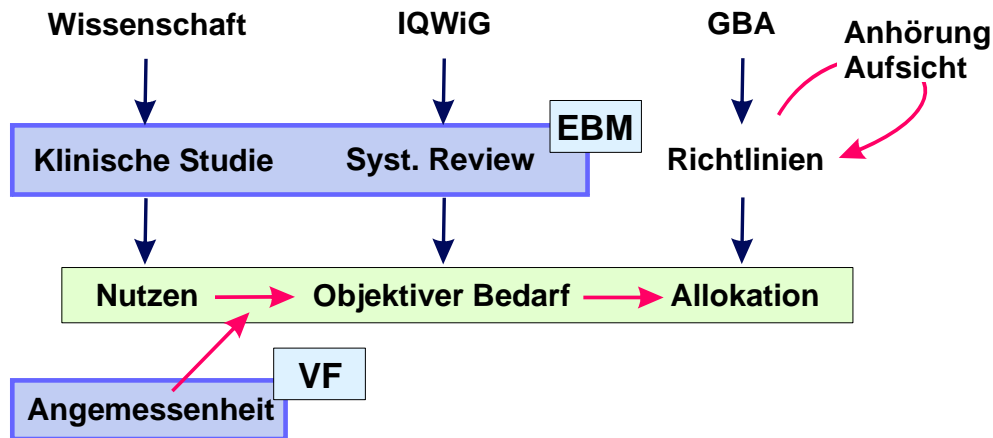 Wissenschaft
IQWiG
GBA
Anhörung
Aufsicht
EBM
Klinische Studie
Syst. Review
Richtlinien
Nutzen
Objektiver Bedarf
Allokation
VF
Angemessenheit